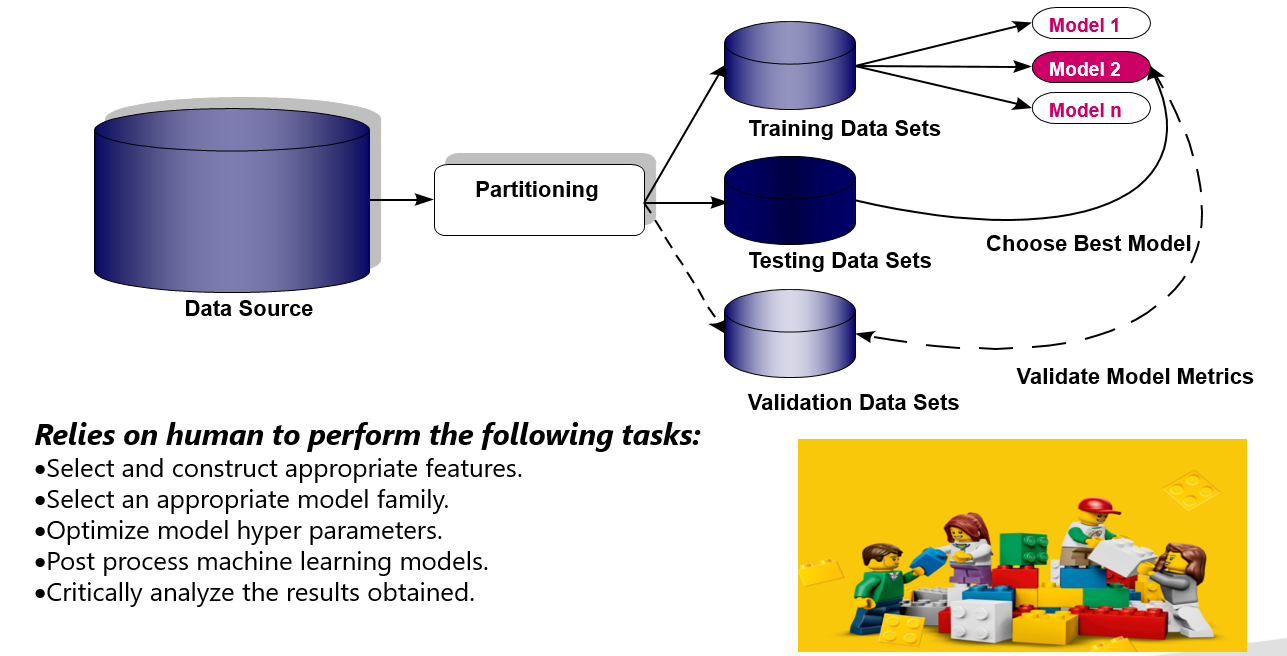 Model 1
Model 2
Model n
Training Data Sets
Partitioning
Testing Data Sets
Choose Best Model
Data Source
Validate Model Metrics
Validation Data Sets
Relies on human to perform the following tasks:
•Select and construct appropriate features.
•Select an appropriate model family.
•Optimize model hyper parameters.
•Post process machine learning models.
•Critically analyze the results obtained.